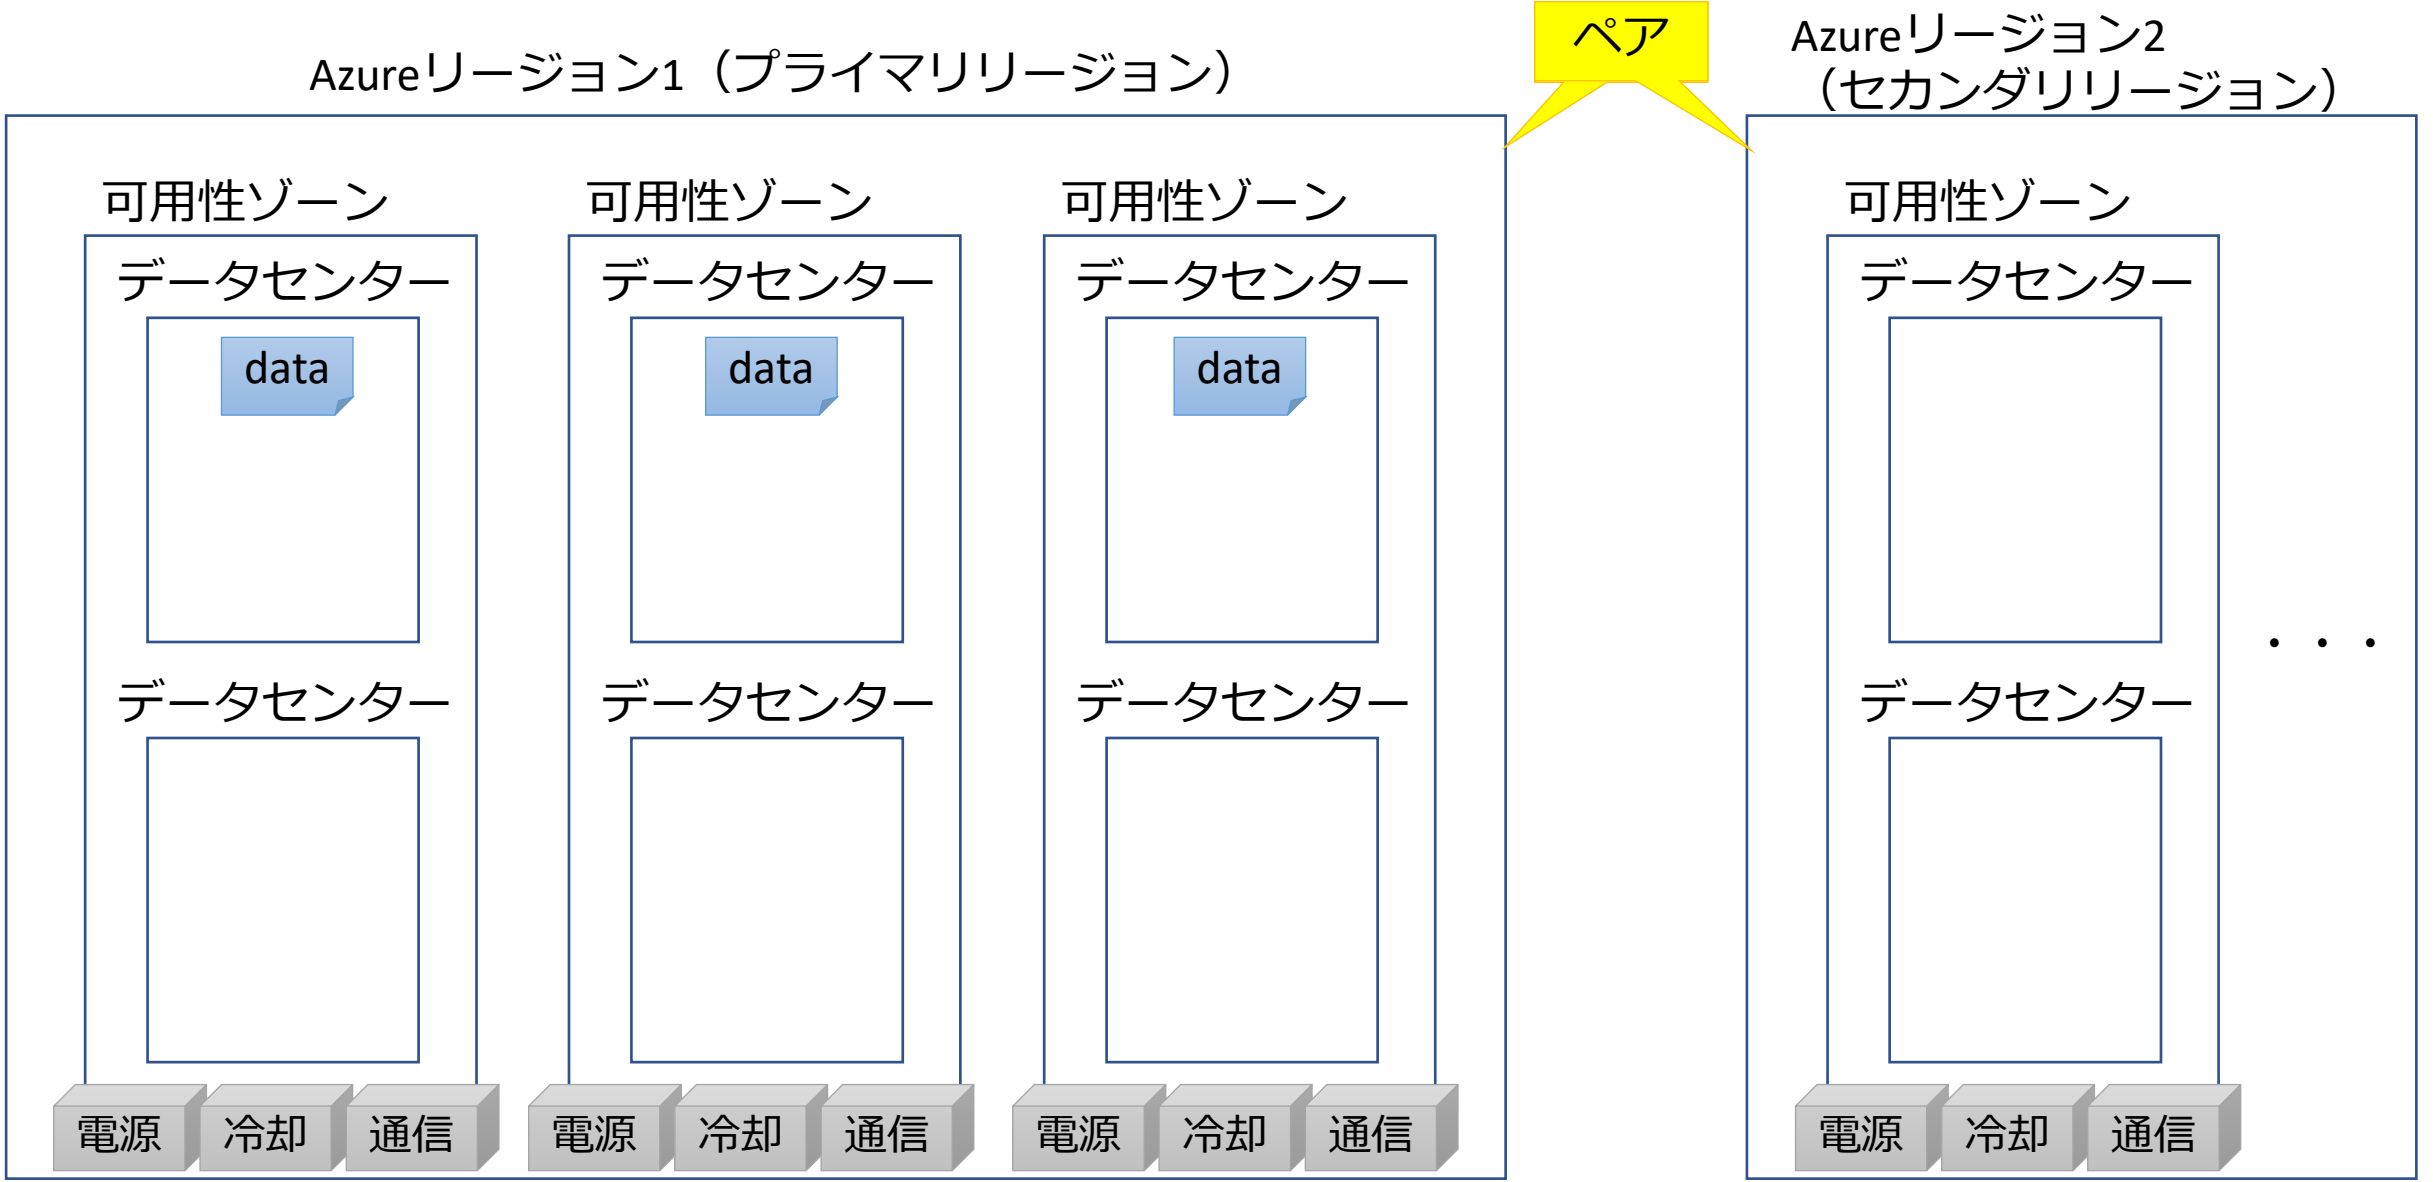 Azureリージョン1（プライマリリージョン）
ペア
Azureリージョン2
（セカンダリリージョン）
可用性ゾーン
データセンター
data
データセンター
電源
冷却
通信
可用性ゾーン
データセンター
data
データセンター
電源
冷却
通信
可用性ゾーン
データセンター
data
データセンター
電源
冷却
通信
可用性ゾーン
データセンター
データセンター
電源
冷却
通信
・・・